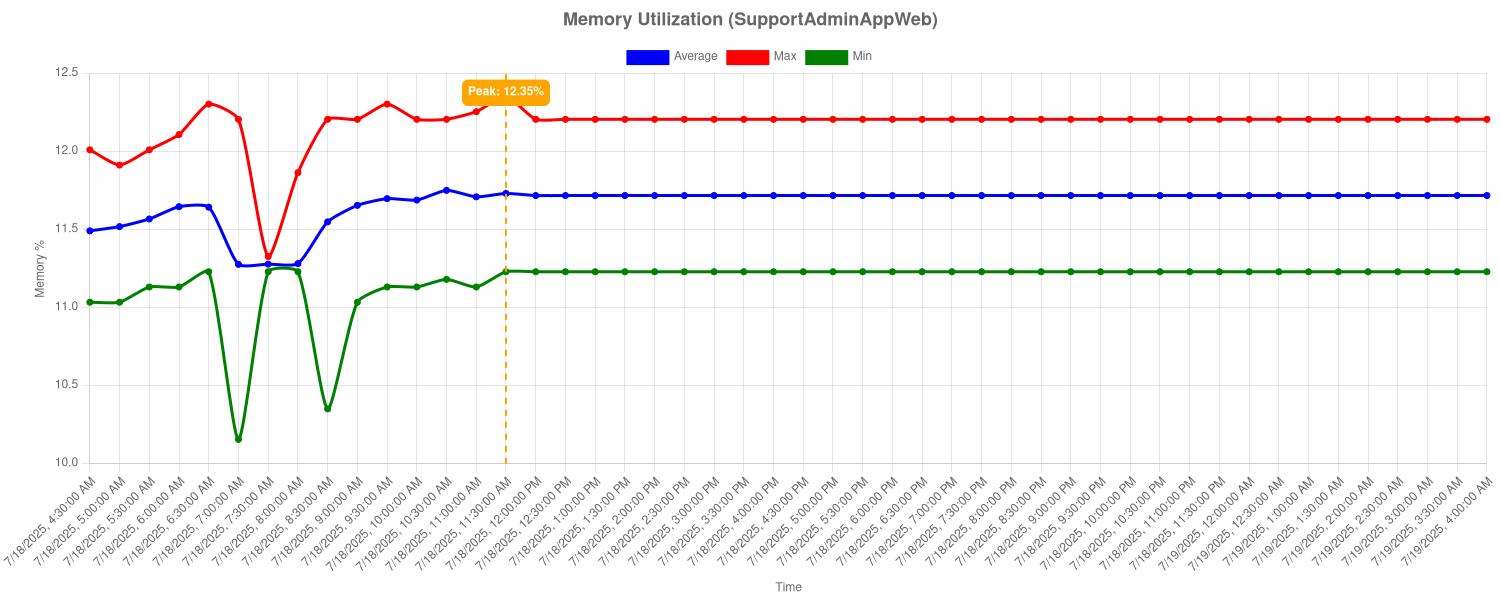 Memory Utilization (SupportAdminAppWeb)
Average Max Min
Peak: 12.35%
12.5
12.0
11.5
11.0
10.5
10.0
Memory %
7/18/2025, 4:30:00 AM
7/18/2025, 5:00:00 AM
7/18/2025, 5:30:00 AM
7/18/2025, 6:00:00 AM
7/18/2025, 6:30:00 AM
7/18/2025, 7:00:00 AM
7/18/2025, 7:30:00 AM
7/18/2025, 8:00:00 AM
7/18/2025, 8:30:00 AM
7/18/2025, 9:00:00 AM
7/18/2025, 9:30:00 AM
7/18/2025, 10:00:00 AM
7/18/2025, 10:30:00 AM
7/18/2025, 11:00:00 AM
7/18/2025, 11:30:00 AM
7/18/2025, 12:00:00 PM
7/18/2025, 12:30:00 PM
7/18/2025, 1:00:00 PM
7/18/2025, 1:30:00 PM
7/18/2025, 2:00:00 PM
7/18/2025, 2:30:00 PM
7/18/2025, 3:00:00 PM
7/18/2025, 3:30:00 PM
7/18/2025, 4:00:00 PM
7/18/2025, 4:30:00 PM
7/18/2025, 5:00:00 PM
7/18/2025, 5:30:00 PM
7/18/2025, 6:00:00 PM
7/18/2025, 6:30:00 PM
7/18/2025, 7:00:00 PM
7/18/2025, 7:30:00 PM
7/18/2025, 8:00:00 PM
7/18/2025, 8:30:00 PM
7/18/2025, 9:00:00 PM
7/18/2025, 9:30:00 PM
7/18/2025, 10:00:00 PM
7/18/2025, 10:30:00 PM
7/18/2025, 11:00:00 PM
7/18/2025, 11:30:00 PM
7/19/2025, 12:00:00 AM
7/19/2025, 12:30:00 AM
7/19/2025, 1:00:00 AM
7/19/2025, 1:30:00 AM
7/19/2025, 2:00:00 AM
7/19/2025, 2:30:00 AM
7/19/2025, 3:00:00 AM
7/19/2025, 3:30:00 AM
7/19/2025, 4:00:00 AM
Time